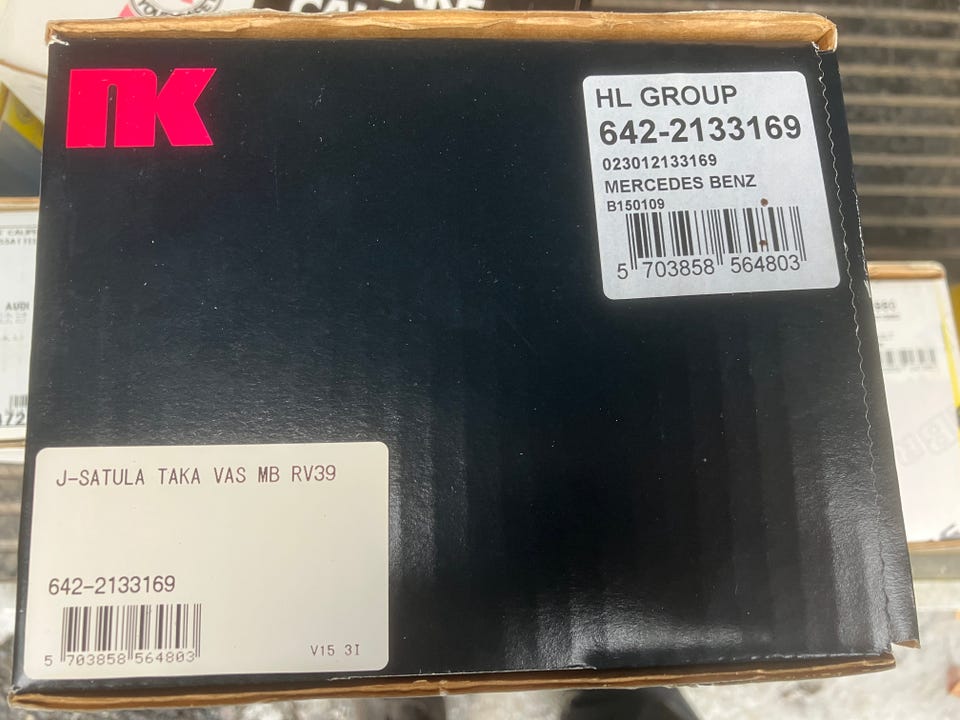 NK
HL GROUP
642-2133169
023012133169
MERCEDES BENZ
B150109
5 703858 564803
J-SATULA TAKA VAS MB RV39
642-2133169
5 703858 564803
V15 3I
AUDI